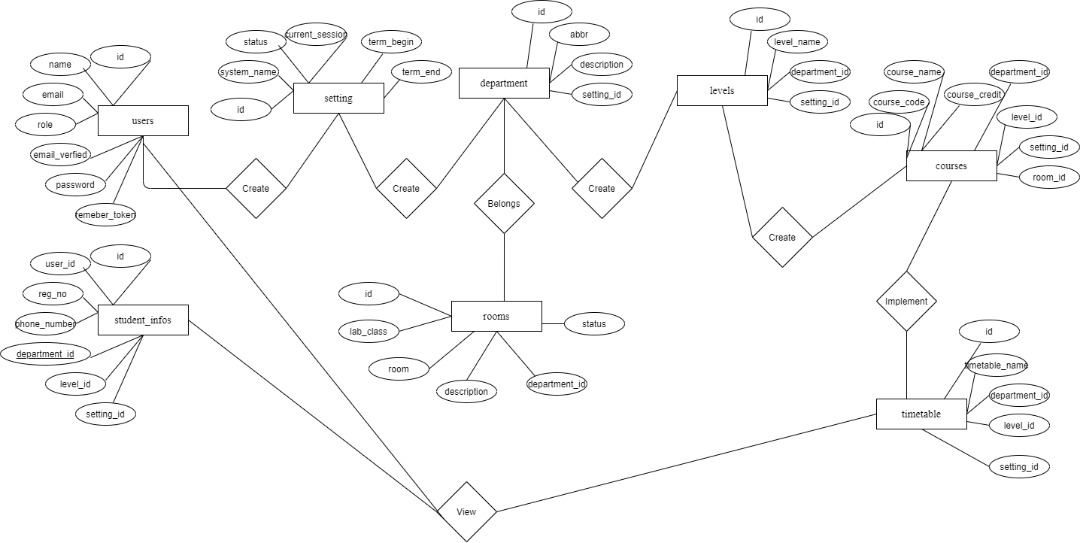 id
name
email
role
users
email_verfied
password
remeber_token
status
current_session
term_begin
system_name
term_end
id
setting
id
abbr
department
description
setting_id
id
level_name
levels
department_id
setting_id
course_name
department_id
course_code
course_credit
id
level_id
courses
setting_id
room_id
Create
Create
Create
Belongs
Create
id
user_id
reg_no
phone_number
student_infos
department_id
level_id
setting_id
id
lab_class
rooms
status
room
description
department_id
Implement
id
timetable_name
department_id
timetable
level_id
setting_id
View